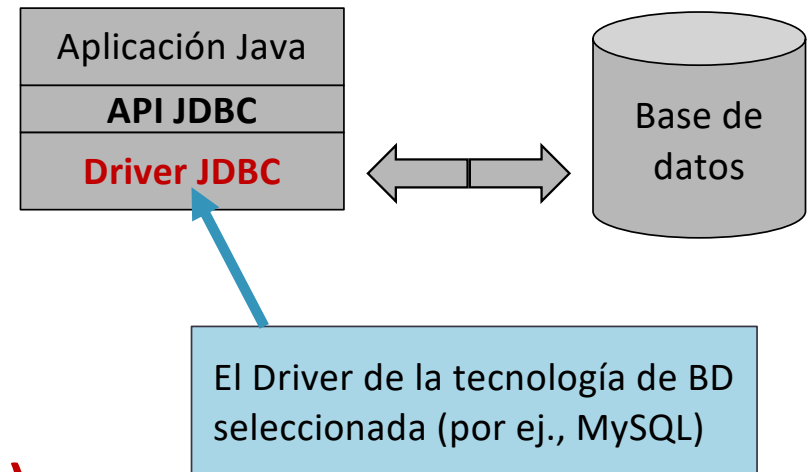 Aplicación Java
API JDBC
Driver JDBC
Base de
datos
El Driver de la tecnología de BD
seleccionada (por ej., MySQL)